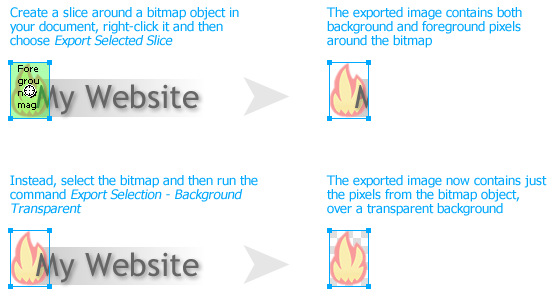 Create a slice around a bitmap object in
your document, right-click it and then
choose Export Selected Slice
The exported image contains both
background and foreground pixels
around the bitmap
Fore
grou
mag
My Website
M
Instead, select the bitmap and then run the
command Export Selection - Background
Transparent
The exported image now contains just
the pixels from the bitmap object,
over a transparent background
My Website